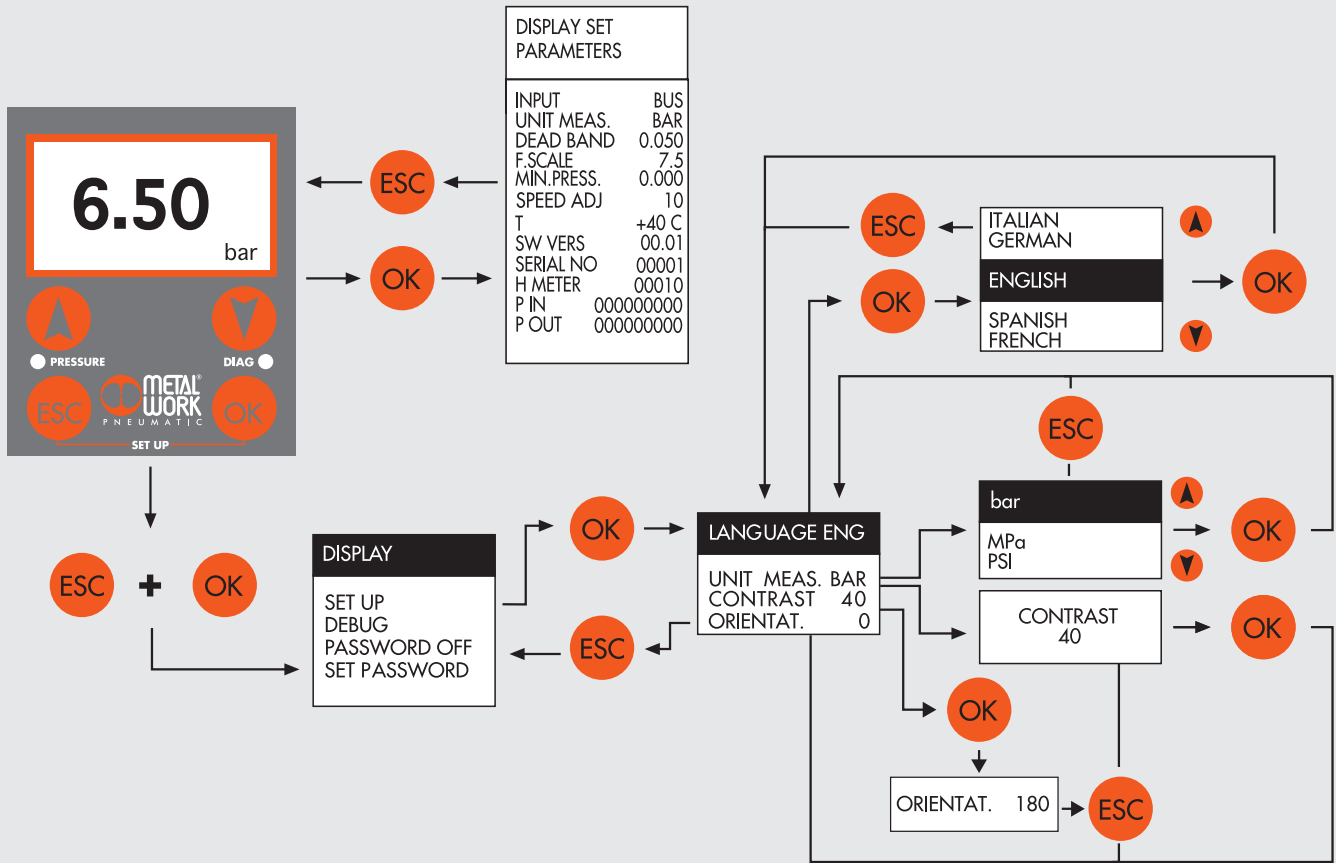 DISPLAY SET
PARAMETERS
INPUT BUS
UNIT MEAS. BAR
DEAD BAND 0.050
F.SCALE 7.5
MIN.PRESS. 0.000
SPEED ADJ 10
T +40 C
SW VERS 00.01
SERIAL NO 00001
H METER 00010
P IN 000000000
P OUT 000000000
6.50
bar
PRESSURE
DIAG
ESC
METAL®
WORK
PNEUMATIC
OK
SET UP
ESC
OK
ESC
OK
ITALIAN
GERMAN
ENGLISH
SPANISH
FRENCH
OK
ESC
bar
MPa
PSI
OK
ESC + OK
DISPLAY
SET UP
DEBUG
PASSWORD OFF
SET PASSWORD
OK
ESC
LANGUAGE ENG
UNIT MEAS. BAR
CONTRAST 40
ORIENTAT. 0
CONTRAST
40
OK
OK
ORIENTAT. 180
ESC